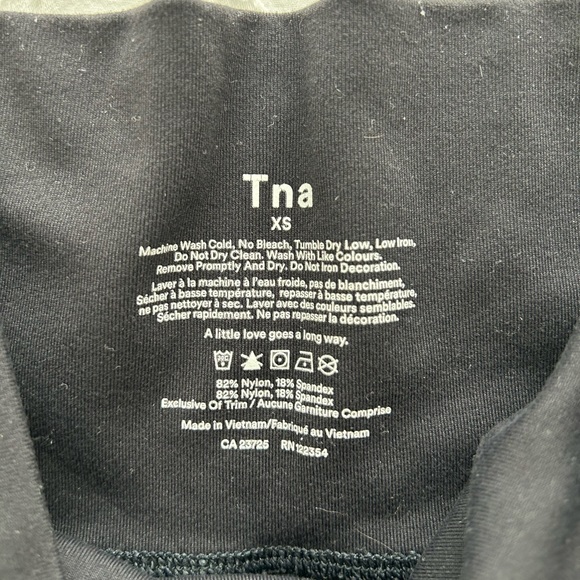 Tna
XS
Machine Wash Cold, No Bleach, Tumble Dry Low, Low Iron,
Do Not Dry Clean. Wash With Like Colours.
Remove Promptly And Dry. Do Not Iron Decoration.
Laver à la machine à l'eau froide, pas de blanchiment,
Sécher à basse température, repasser à basse température,
ne pas nettoyer à sec. Laver avec des couleurs semblables.
Sécher rapidement. Ne pas repasser la décoration.
A little love goes a long way.
82% Nylon, 18% Spandex
82% Nylon, 18% Spandex
Exclusive Of Trim / Aucune Garniture Comprise
Made in Vietnam/Fabriqué au Vietnam
CA 23725 RN 122354